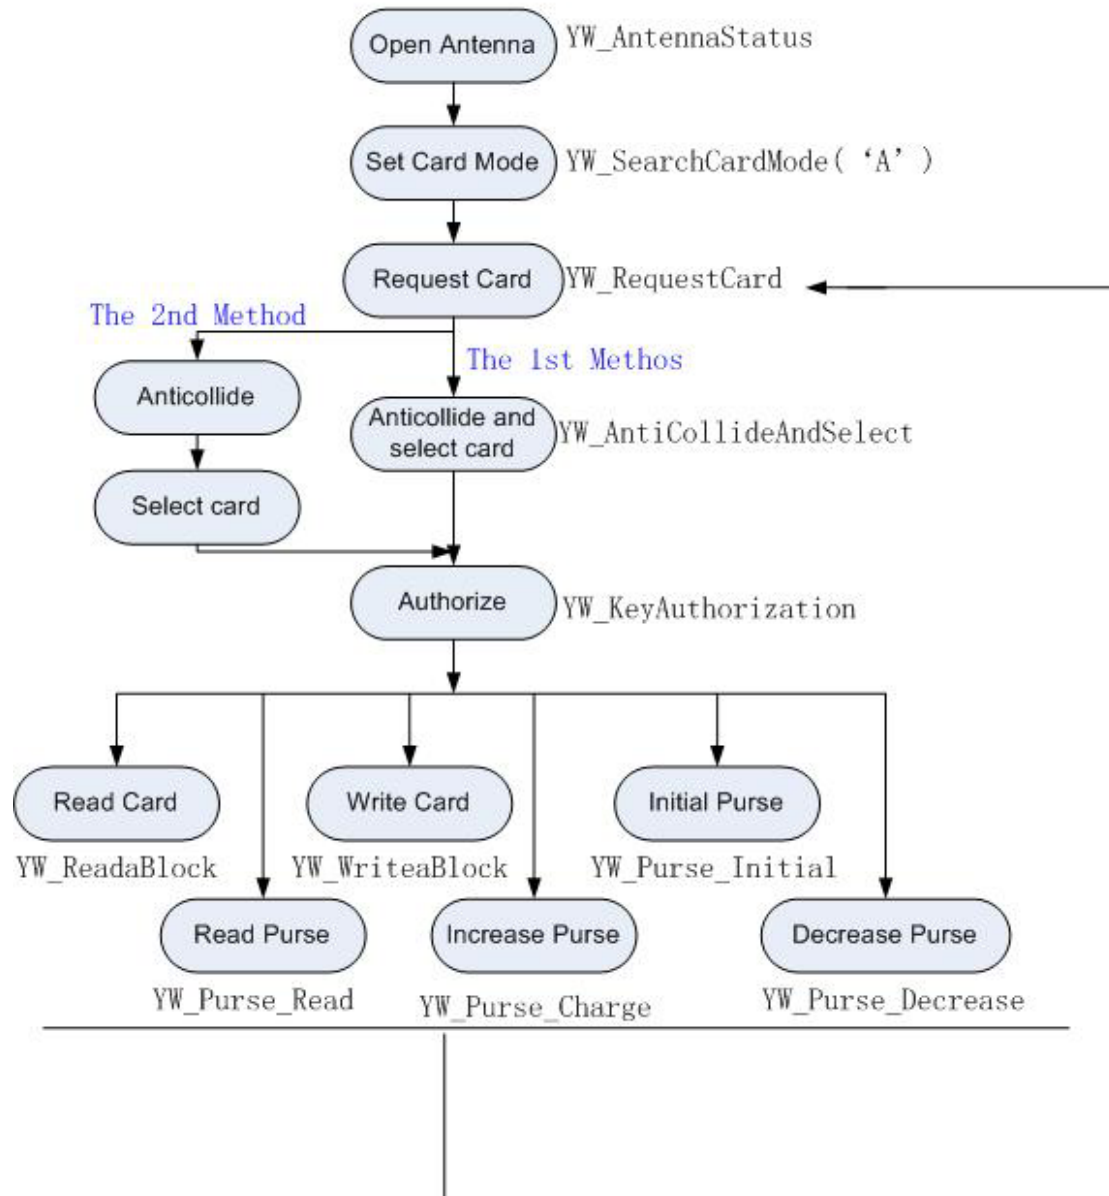 Open Antenna
YW_AntennaStatus
Set Card Mode
YW_SearchCardMode( ‘A’ )
Request Card
YW_RequestCard
The 2nd Method
The 1st Methos
Anticollide
Anticollide and
select card
YW_AntiCollideAndSelect
Select card
Authorize
YW_KeyAuthorization
Read Card
Write Card
Initial Purse
YW_ReadaBlock
YW_WriteaBlock
YW_Purse_Initial
Read Purse
Increase Purse
Decrease Purse
YW_Purse_Read
YW_Purse_Charge
YW_Purse_Decrease